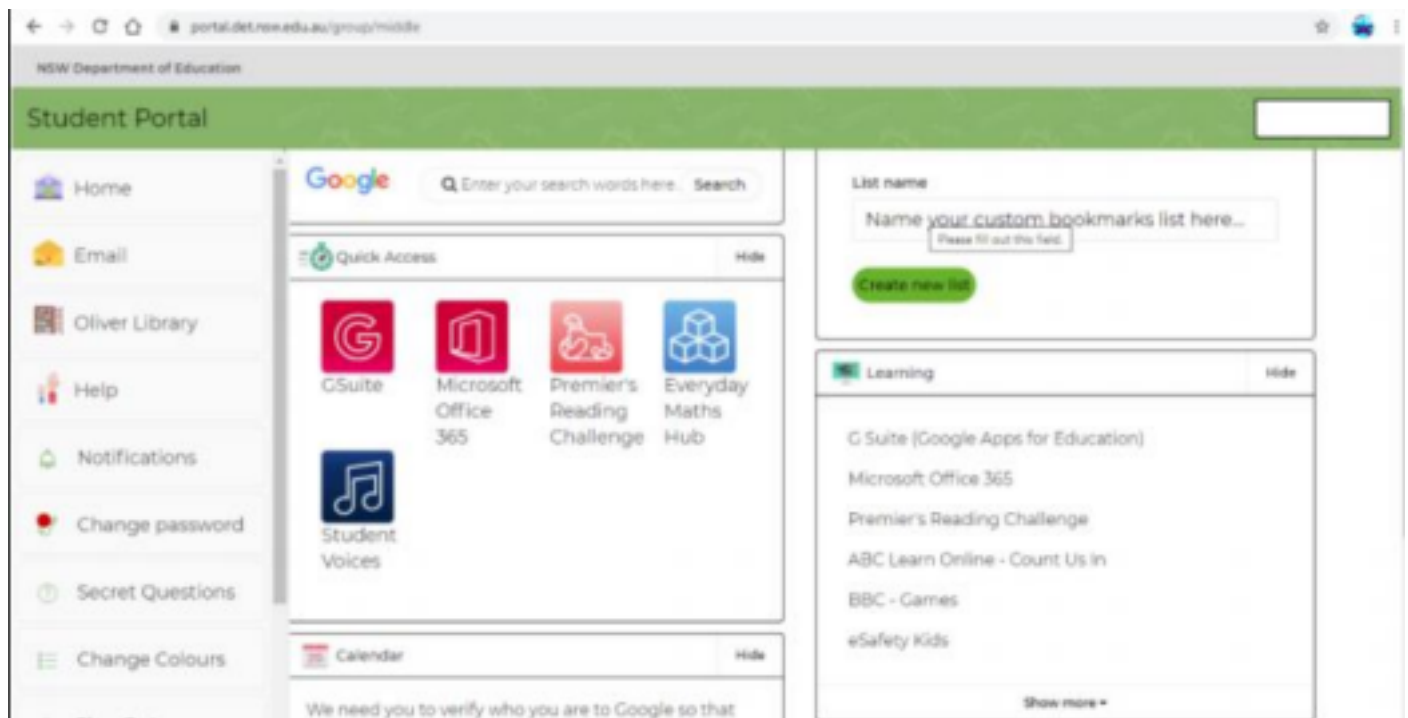 portal.det.nsw.edu.au/group/middle
NSW Department of Education
Student Portal
Home
Email
Oliver Library
Help
Notifications
Change password
Secret Questions
Change Colours
Google
Enter your search words here.. Search
Quick Access Hide
GSuite
Microsoft
Office
365
Premier's
Reading
Challenge
Everyday
Maths
Hub
Student
Voices
Calendar Hide
We need you to verify who you are to Google so that
List name
Name your custom bookmarks list here...
Please fill out this field.
Create new list
Learning Hide
G Suite (Google Apps for Education)
Microsoft Office 365
Premier's Reading Challenge
ABC Learn Online - Count Us In
BBC - Games
eSafety Kids
Show more